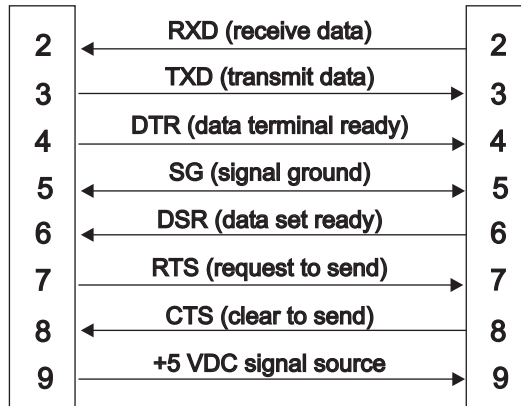 2 RXD (receive data) 2
3 TXD (transmit data) 3
4 DTR (data terminal ready) 4
5 SG (signal ground) 5
6 DSR (data set ready) 6
7 RTS (request to send) 7
8 CTS (clear to send) 8
9 +5 VDC signal source 9